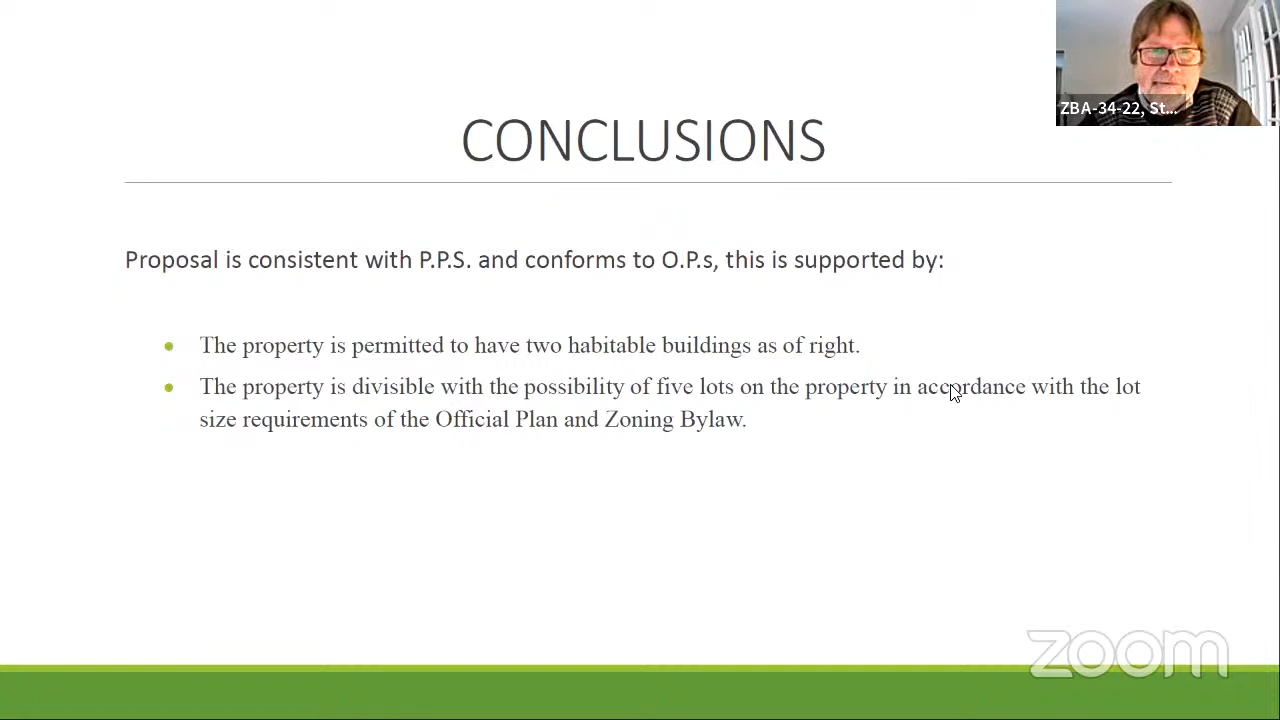 ZBA-34-22, St...
CONCLUSIONS
Proposal is consistent with P.P.S. and conforms to O.P.s, this is supported by:
• The property is permitted to have two habitable buildings as of right.
• The property is divisible with the possibility of five lots on the property in accordance with the lot
size requirements of the Official Plan and Zoning Bylaw.
zoom